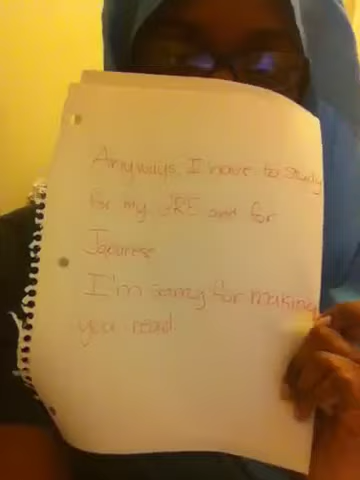 Anyways I have to study
for my GRE and for
Japanese
I'm sorry for making
you read